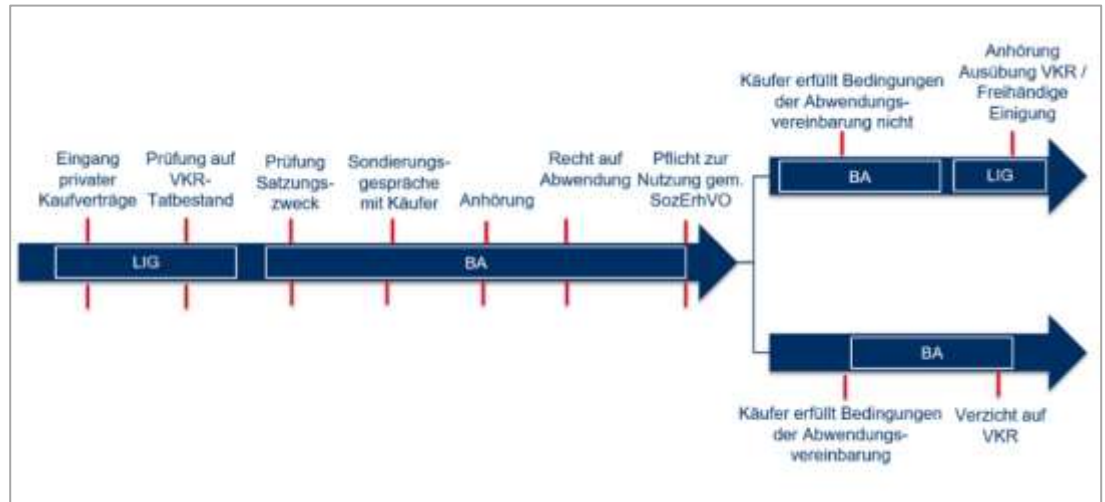 Eingang
privater
Kaufverträge
Prüfung auf
VKR-
Tatbestand
Prüfung
Satzungs-
zweck
Sondierungs-
gespräche
mit Käufer
Anhörung
Recht auf
Abwendung
Pflicht zur
Nutzung gem.
SozErhVO
LIG
BA
Käufer erfüllt Bedingungen
der Abwendungs-
vereinbarung nicht
Anhörung
Ausübung VKR /
Freihändige
Einigung
BA
LIG
BA
Käufer erfüllt Bedingungen
der Abwendungs-
vereinbarung
Verzicht auf
VKR